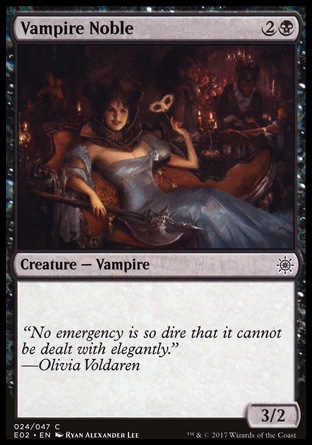 Vampire Noble 2
Creature — Vampire
“No emergency is so dire that it cannot
be dealt with elegantly.”
—Olivia Voldaren
3/2
024/047 C
E02 • EN Ryan Alexander Lee
™ & © 2017 Wizards of the Coast